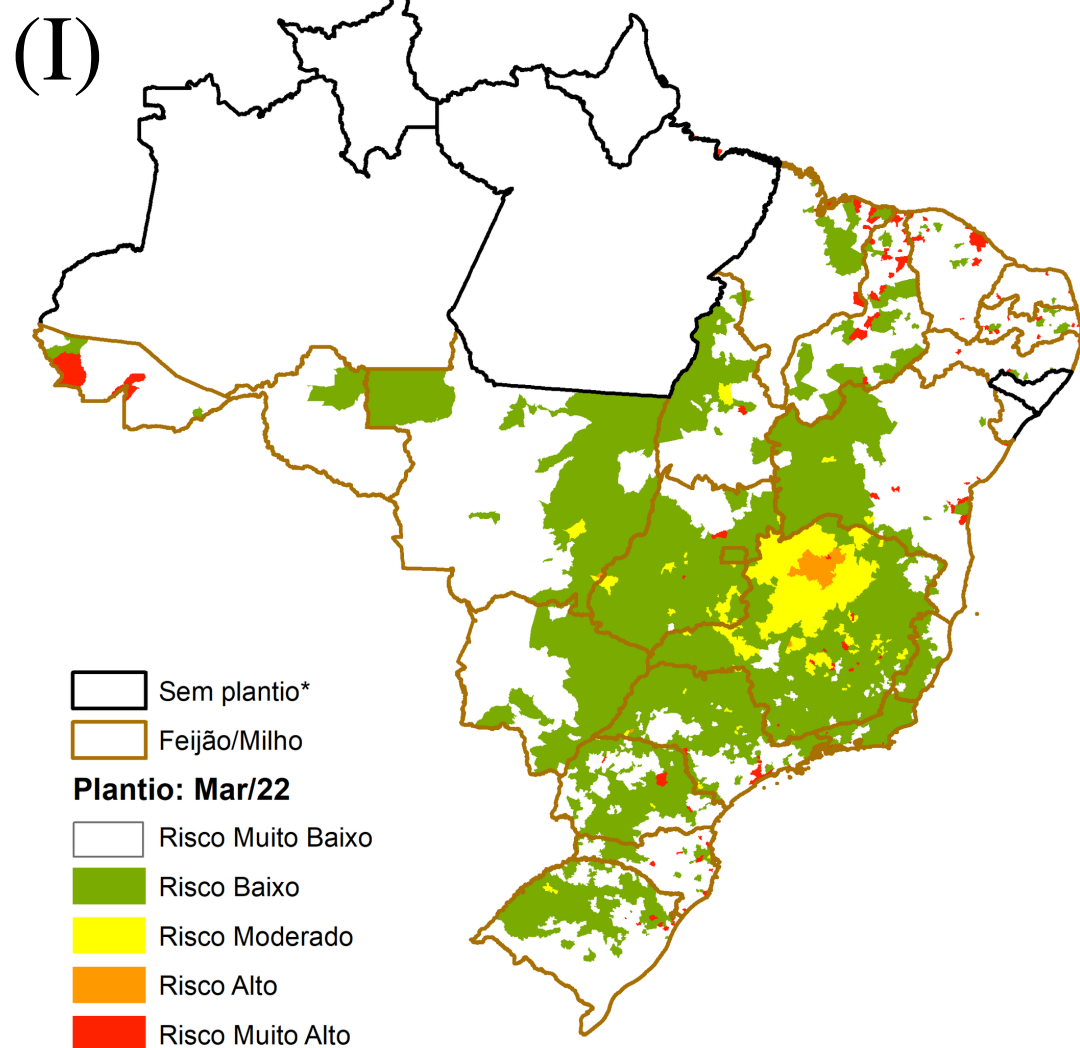 (I)
Sem plantio*
Feijão/Milho
Plantio: Mar/22
Risco Muito Baixo
Risco Baixo
Risco Moderado
Risco Alto
Risco Muito Alto